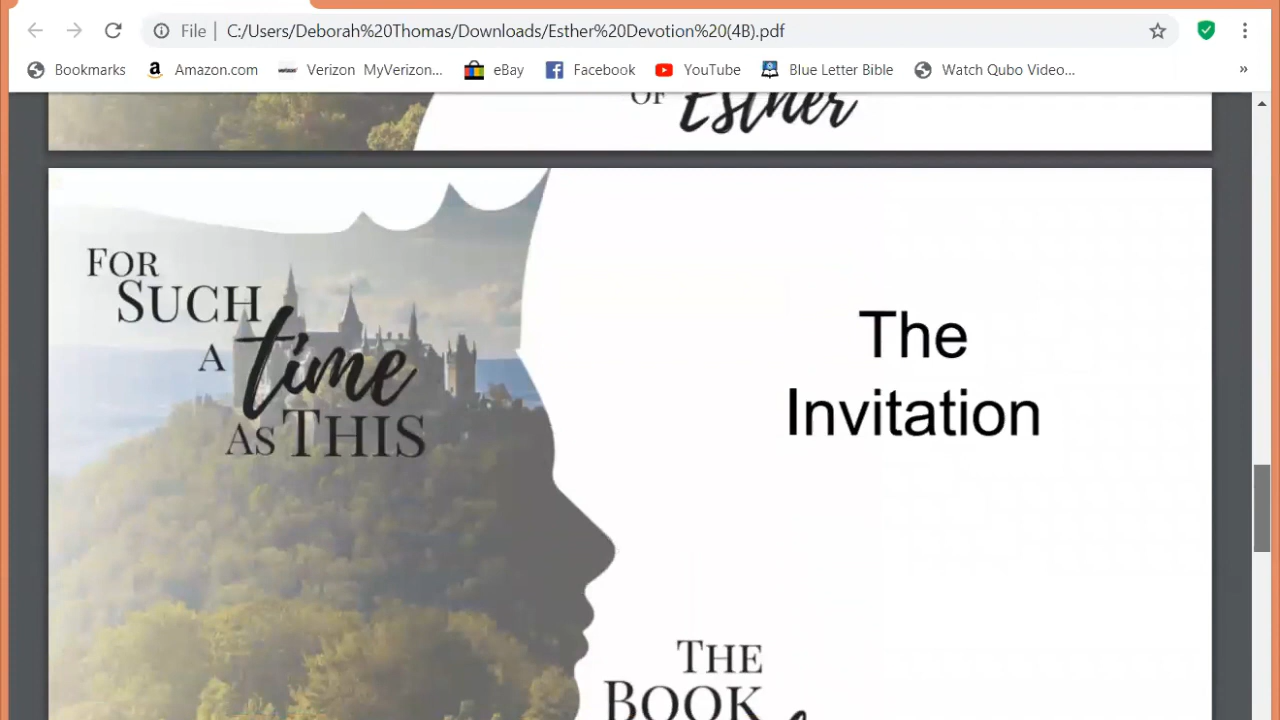 File | C:/Users/Deborah%20Thomas/Downloads/Esther%20Devotion%20(4B).pdf
Bookmarks Amazon.com Verizon MyVerizon... eBay Facebook YouTube Blue Letter Bible Watch Qubo Video... »
OF Esther
FOR
SUCH
A time
AS THIS
The
Invitation
THE
BOOK